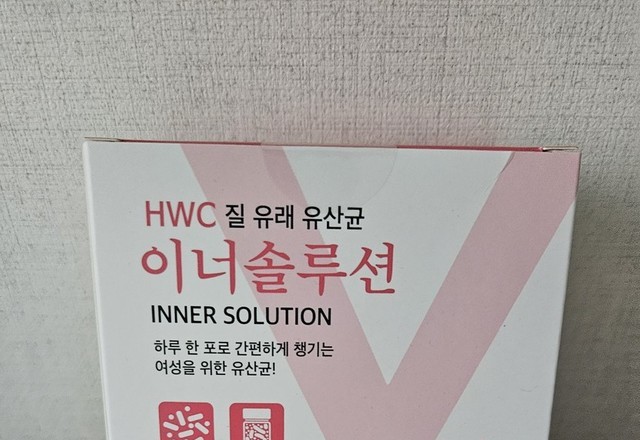 HWC 질 유래 유산균
이너솔루션
INNER SOLUTION
하루 한 포로 간편하게 챙기는
여성을 위한 유산균!